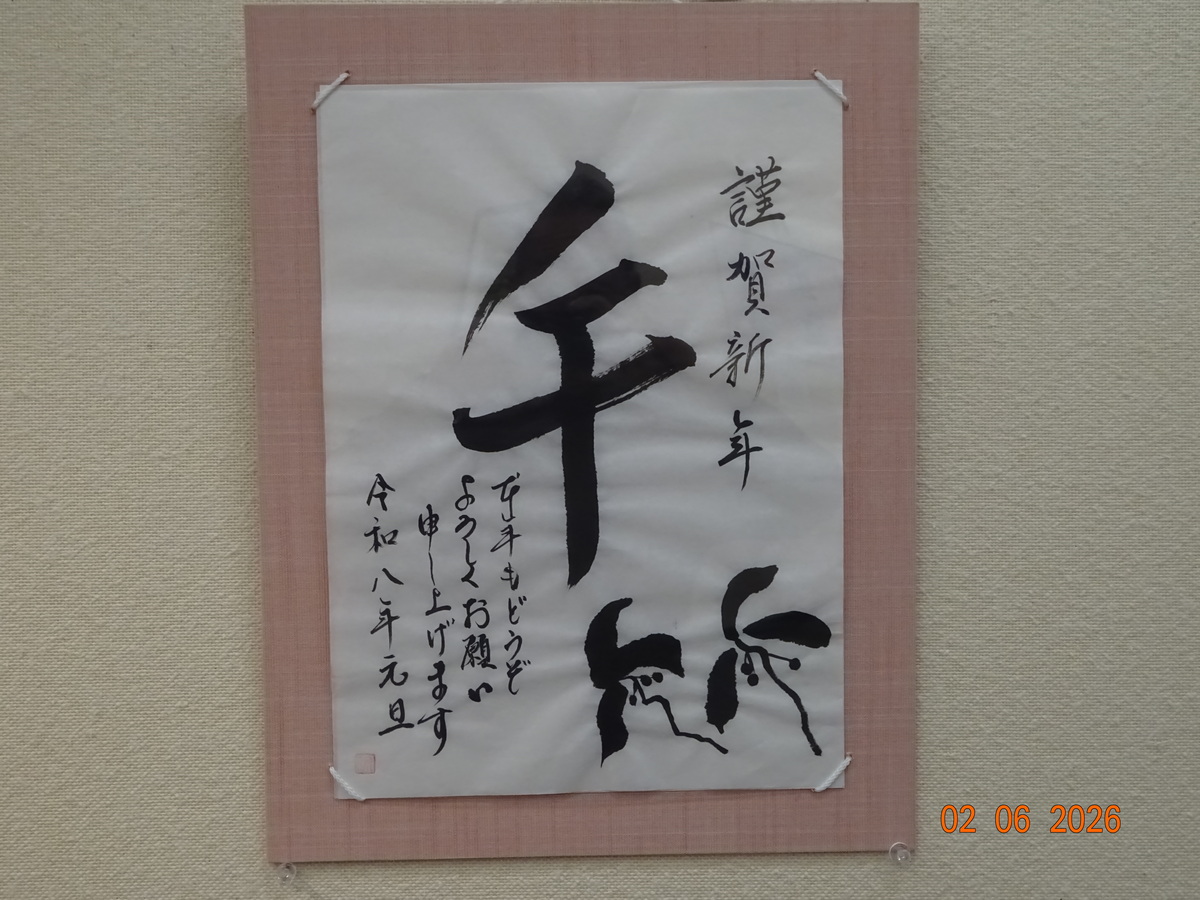 謹賀新年
午
本年もどうぞ
よろしくお願い
申し上げます
令和八年元旦
02 06 2026